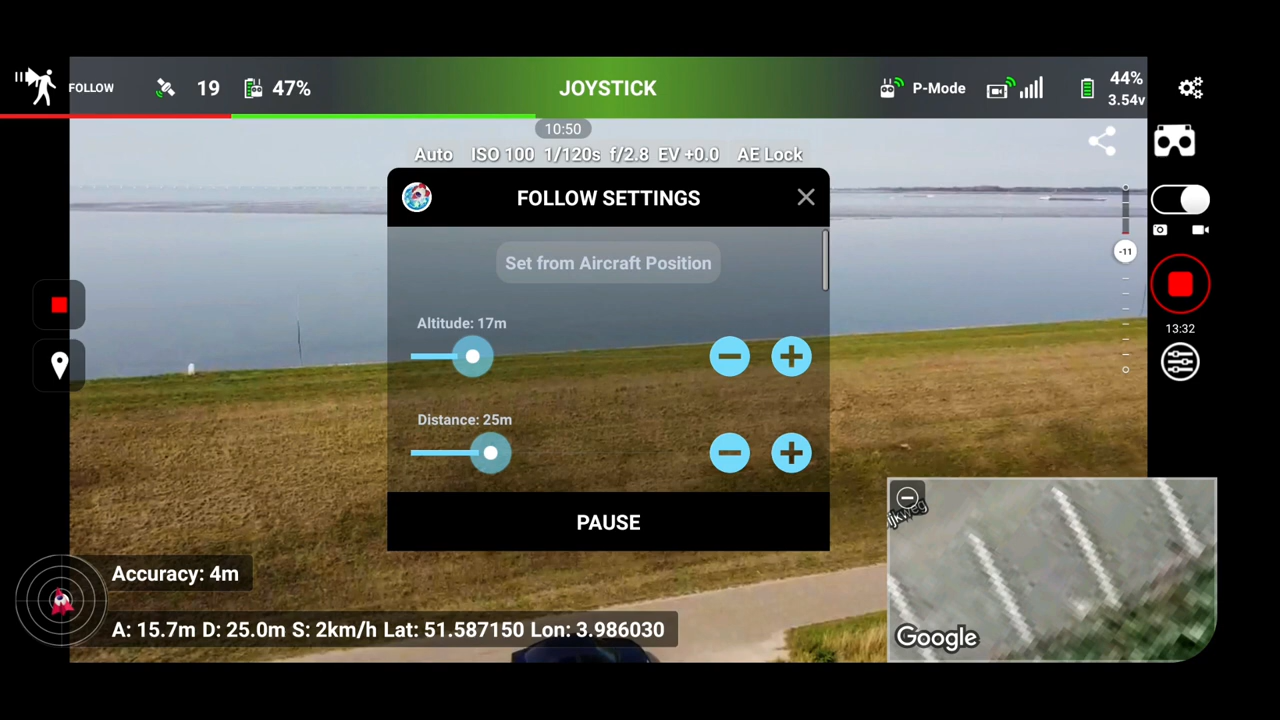 FOLLOW
19
47%
JOYSTICK
P-Mode
44%
3.54v
10:50
Auto ISO 100 1/120s f/2.8 EV +0.0 AE Lock
FOLLOW SETTINGS
Set from Aircraft Position
-11
Altitude: 17m
13:32
Distance: 25m
PAUSE
ijkweg
Accuracy: 4m
A: 15.7m D: 25.0m S: 2km/h Lat: 51.587150 Lon: 3.986030
Google